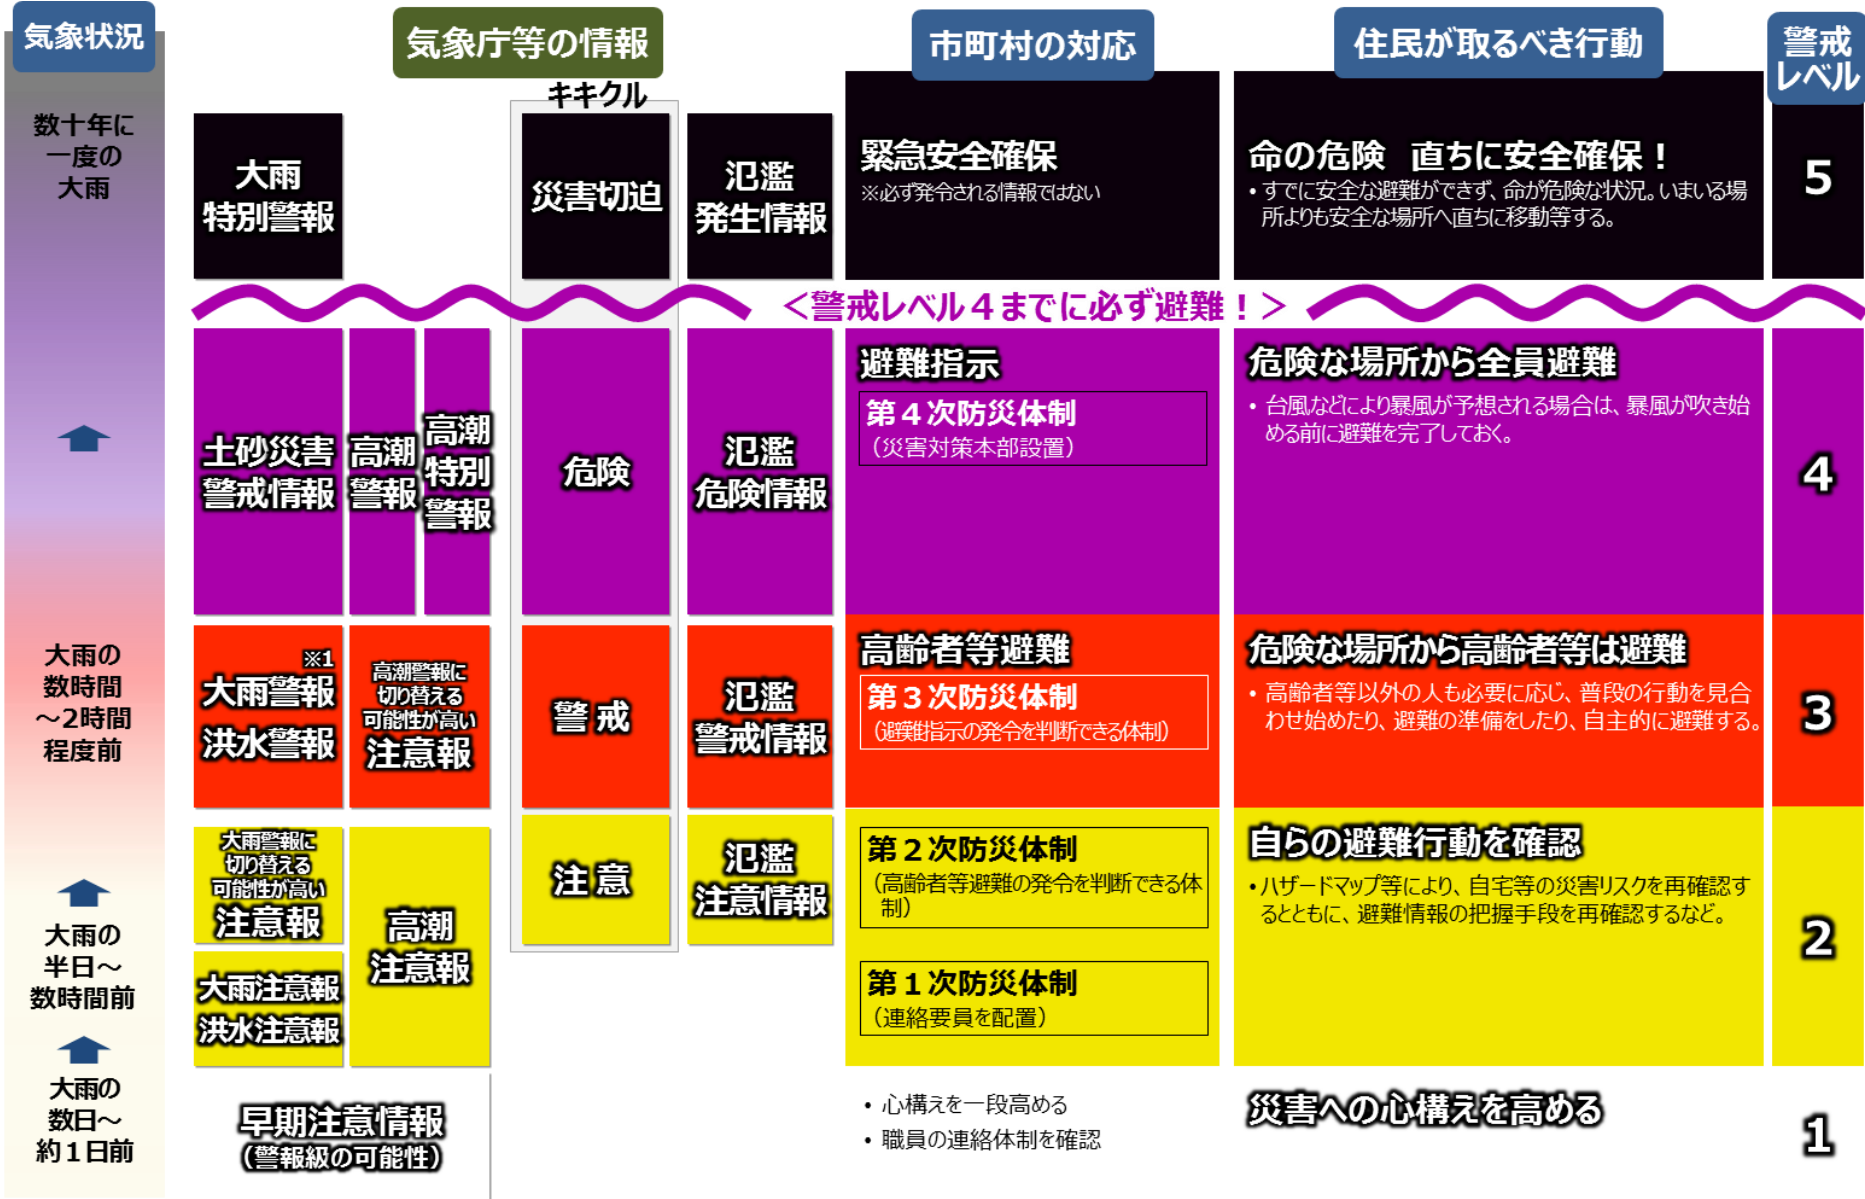 気象状況
気象庁等の情報
市町村の対応
住民が取るべき行動
警戒
レベル
キキクル
数十年に
一度の
大雨
大雨
特別警報
災害切迫
氾濫
発生情報
緊急安全確保
※必ず発令される情報ではない
命の危険 直ちに安全確保！
・すでに安全な避難ができず、命が危険な状況。いまいる場
所よりも安全な場所へ直ちに移動等する。
5
＜警戒レベル４までに必ず避難！＞
土砂災害
警戒情報
高潮
警報
高潮
特別
警報
危険
氾濫
危険情報
避難指示
第４次防災体制
（災害対策本部設置）
危険な場所から全員避難
・台風などにより暴風が予想される場合は、暴風が吹き始
める前に避難を完了しておく。
4
大雨の
数時間
～2時間
程度前
※1
大雨警報
洪水警報
高潮警報に
切り替える
可能性が高い
注意報
警戒
氾濫
警戒情報
高齢者等避難
第３次防災体制
（避難指示の発令を判断できる体制）
危険な場所から高齢者等は避難
・高齢者等以外の人も必要に応じ、普段の行動を見合
わせ始めたり、避難の準備をしたり、自主的に避難する。
3
大雨の
半日～
数時間前
大雨警報に
切り替える
可能性が高い
注意報
大雨注意報
洪水注意報
高潮
注意報
注意
氾濫
注意情報
第２次防災体制
（高齢者等避難の発令を判断できる体
制）
第１次防災体制
（連絡要員を配置）
自らの避難行動を確認
・ハザードマップ等により、自宅等の災害リスクを再確認す
るとともに、避難情報の把握手段を再確認するなど。
2
大雨の
数日～
約１日前
早期注意情報
（警報級の可能性）
・心構えを一段高める
・職員の連絡体制を確認
災害への心構えを高める
1